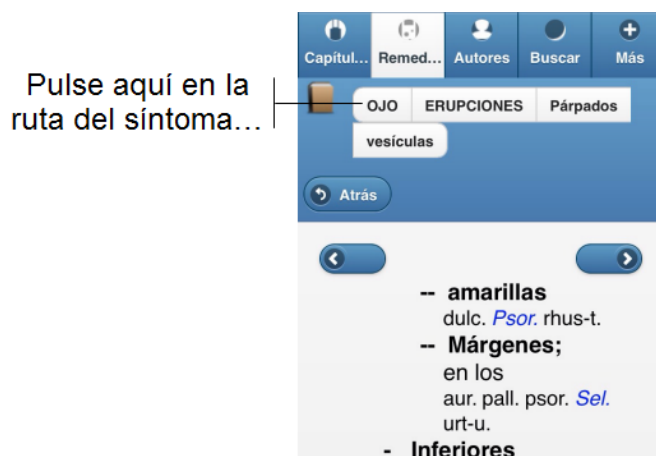 Capítul... Remed... Autores Buscar Más
Pulse aquí en la
ruta del síntoma...
OJO ERUPCIONES Párpados
vesículas
Atrás
-- amarillas
dulc. Psor. rhus-t.
-- Márgenes;
en los
aur. pall. psor. Sel.
urt-u.
- Inferiores